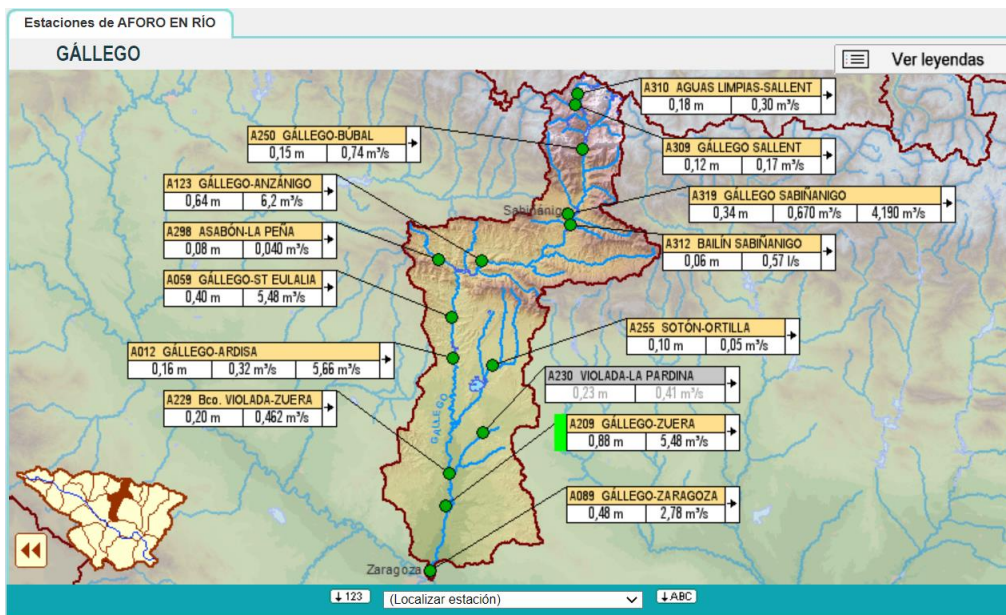 Estaciones de AFORO EN RÍO
GÁLLEGO
Ver leyendas
A310 AGUAS LIMPIAS-SALLENT
0,18 m 0,30 m³/s
A250 GÁLLEGO-BÚBAL
0,15 m 0,74 m³/s
A309 GÁLLEGO SALLENT
0,12 m 0,17 m³/s
A123 GÁLLEGO-ANZÁNIGO
0,64 m 6,2 m³/s
A319 GÁLLEGO SABIÑANIGO
0,34 m 0,670 m³/s 4,190 m³/s
Sabiñanigo
A298 ASABÓN-LA PEÑA
0,08 m 0,040 m³/s
A312 BAILÍN SABIÑANIGO
0,06 m 0,57 l/s
A059 GÁLLEGO-ST EULALIA
0,40 m 5,48 m³/s
A255 SOTÓN-ORTILLA
0,10 m 0,05 m³/s
A012 GÁLLEGO-ARDISA
0,16 m 0,32 m³/s 5,66 m³/s
A230 VIOLADA-LA PARDINA
0,23 m 0,41 m³/s
A229 Bco. VIOLADA-ZUERA
0,20 m 0,462 m³/s
GÁLLEGO
A209 GÁLLEGO-ZUERA
0,88 m 5,48 m³/s
A089 GÁLLEGO-ZARAGOZA
0,48 m 2,78 m³/s
Zaragoza
↓123 (Localizar estación) ↓ABC